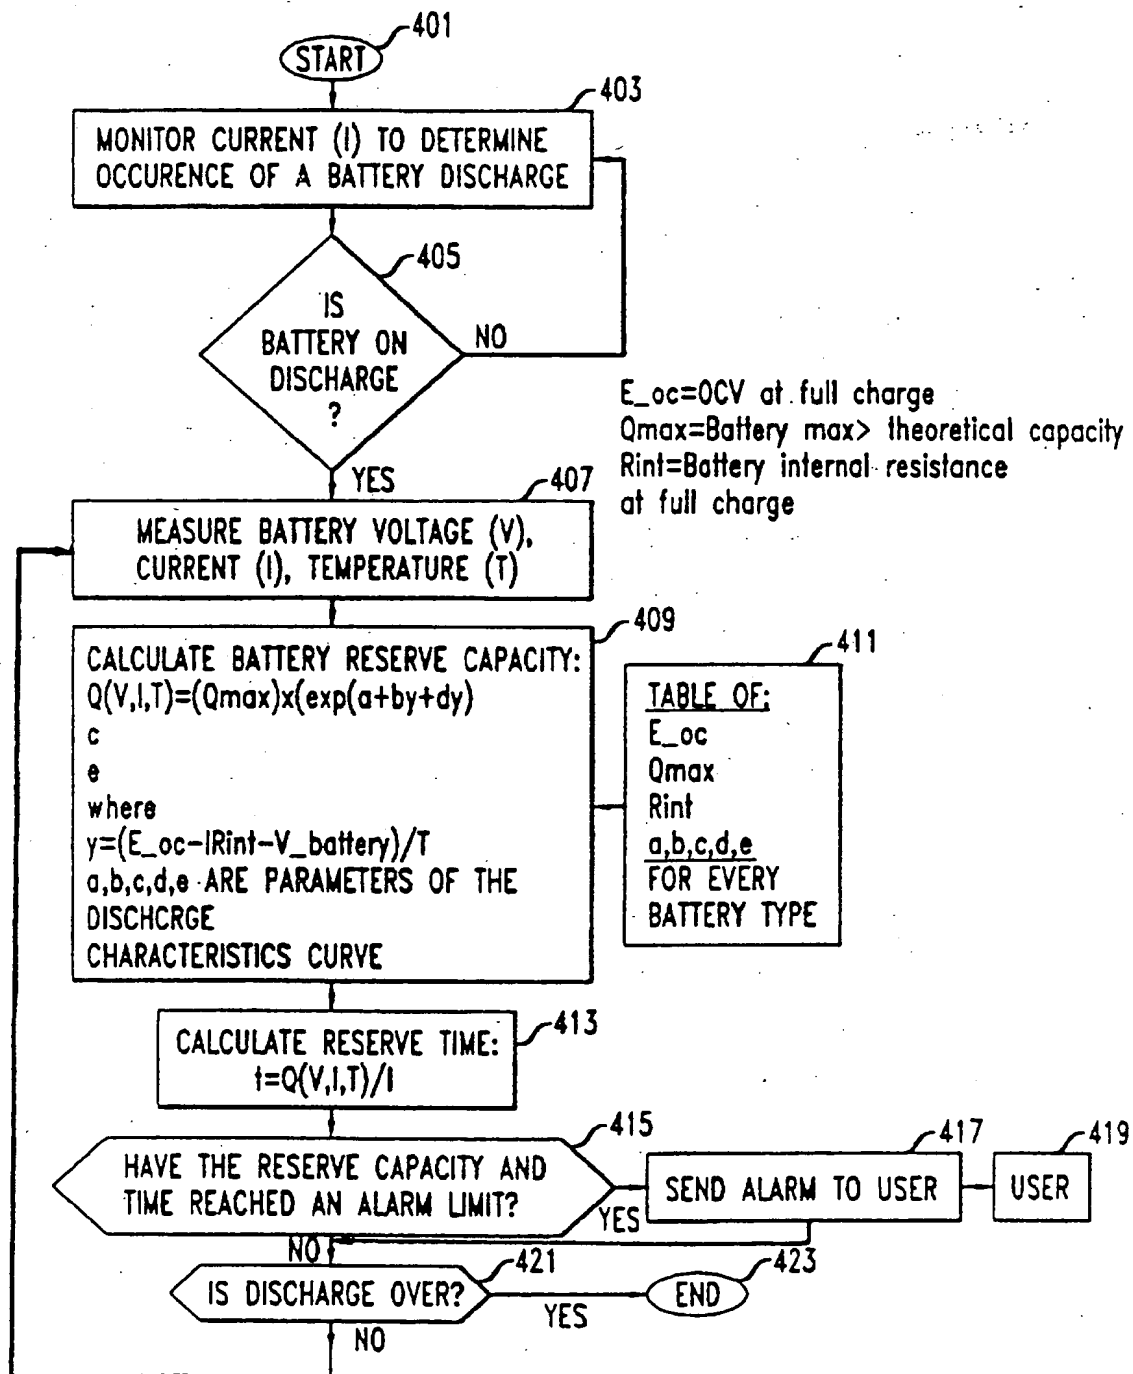 401
START
403
MONITOR CURRENT (I) TO DETERMINE
OCCURENCE OF A BATTERY DISCHARGE
405
IS
BATTERY ON
DISCHARGE
?
NO
E_oc=OCV at full charge
Qmax=Battery max> theoretical capacity
Rint=Battery internal resistance
at full charge
YES
407
MEASURE BATTERY VOLTAGE (V),
CURRENT (I), TEMPERATURE (T)
409
CALCULATE BATTERY RESERVE CAPACITY:
Q(V,I,T)=(Qmax)x(exp(a+by+dy)
c
e
where
y=(E_oc-IRint-V_battery)/T
a,b,c,d,e ARE PARAMETERS OF THE
DISCHCRGE
CHARACTERISTICS CURVE
411
TABLE OF:
E_oc
Qmax
Rint
a,b,c,d,e
FOR EVERY
BATTERY TYPE
413
CALCULATE RESERVE TIME:
t=Q(V,I,T)/I
415
HAVE THE RESERVE CAPACITY AND
TIME REACHED AN ALARM LIMIT?
YES
417
SEND ALARM TO USER
419
USER
NO
421
IS DISCHARGE OVER?
YES
423
END
NO